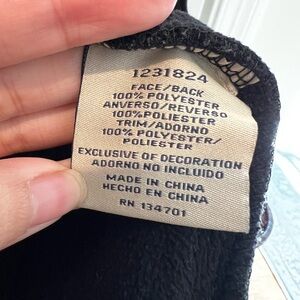 1231824
FACE/BACK
100% POLYESTER
ANVERSO/REVERSO
100%POLIESTER
TRIM/ADORNO
100% POLYESTER/
POLIESTER
EXCLUSIVE OF DECORATION
ADORNO NO INCLUIDO
MADE IN CHINA
HECHO EN CHINA
RN 134701